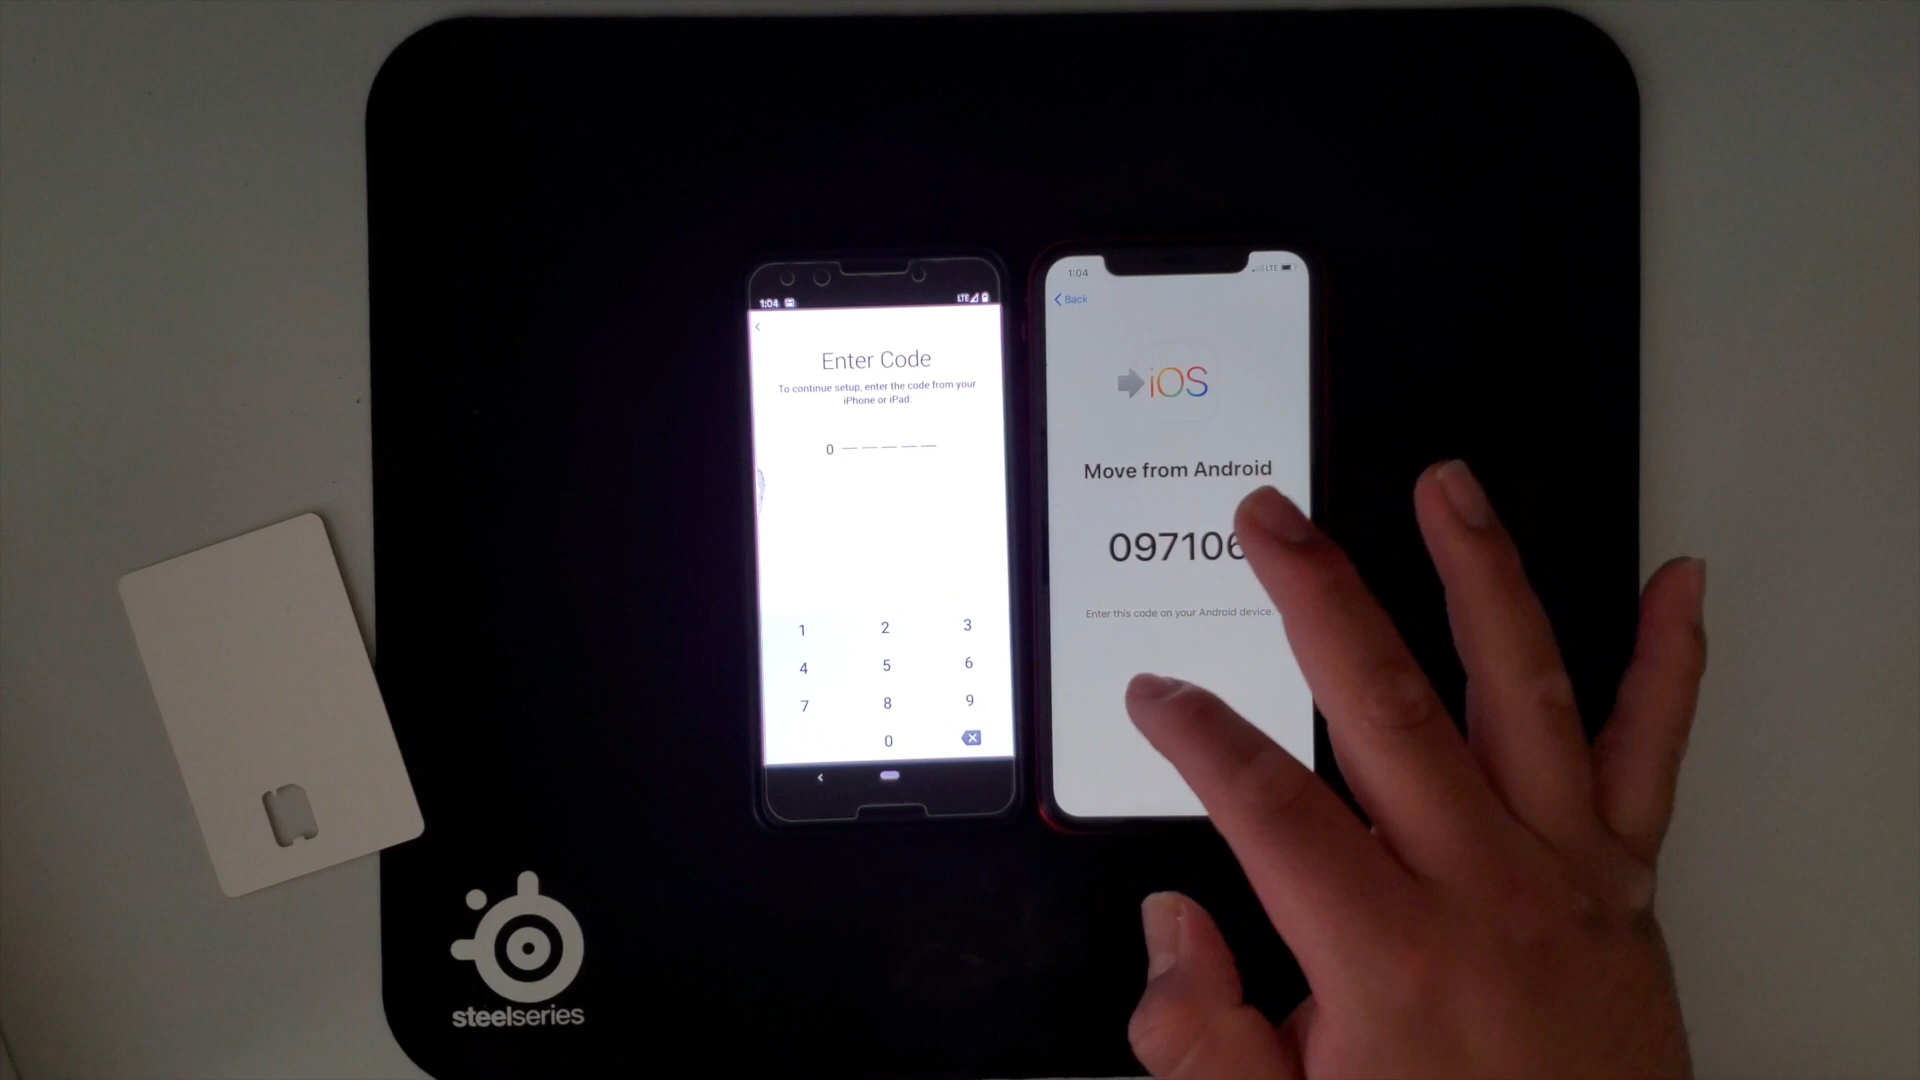 1:04
LTE
Enter Code
To continue setup, enter the code from your
iPhone or iPad:
0
1 2 3
4 5 6
7 8 9
0
1:04
LTE
Back
iOS
Move from Android
097106
Enter this code on your Android device.
steelseries